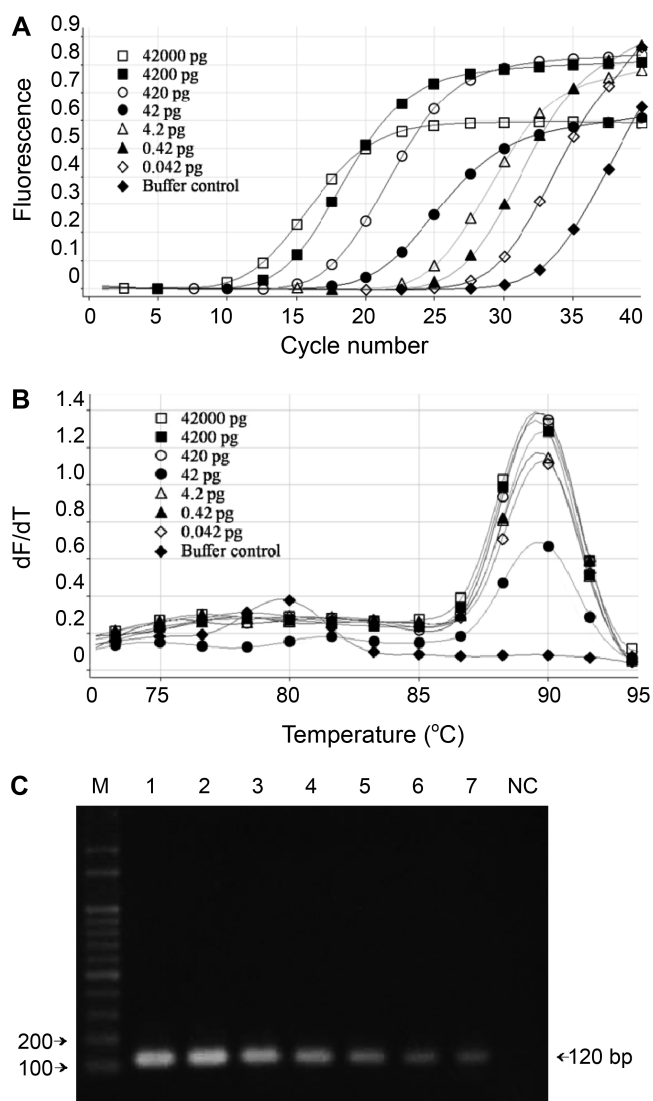 A
0.9
0.8
0.7
0.6
0.5
0.4
0.3
0.2
0.1
0
Fluorescence
42000 pg
4200 pg
420 pg
42 pg
4.2 pg
0.42 pg
0.042 pg
Buffer control
0 5 10 15 20 25 30 35 40
Cycle number
B
1.4
1.2
1.0
0.8
0.6
0.4
0.2
0
dF/dT
42000 pg
4200 pg
420 pg
42 pg
4.2 pg
0.42 pg
0.042 pg
Buffer control
0 75 80 85 90 95
Temperature (°C)
C M 1 2 3 4 5 6 7 NC
200
100
120 bp